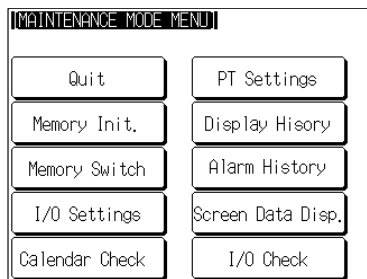 [MAINTENANCE MODE MENU]
Quit
PT Settings
Memory Init.
Display Hisory
Memory Switch
Alarm History
I/O Settings
Screen Data Disp.
Calendar Check
I/O Check